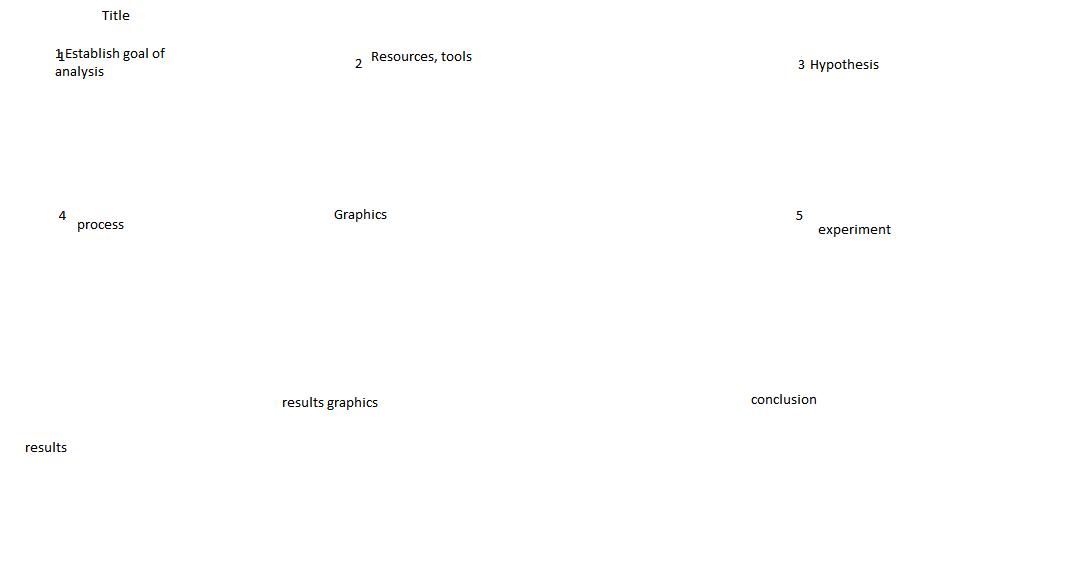 Title
1 Establish goal of
analysis
2 Resources, tools
3 Hypothesis
4 process
Graphics
5 experiment
results graphics
conclusion
results